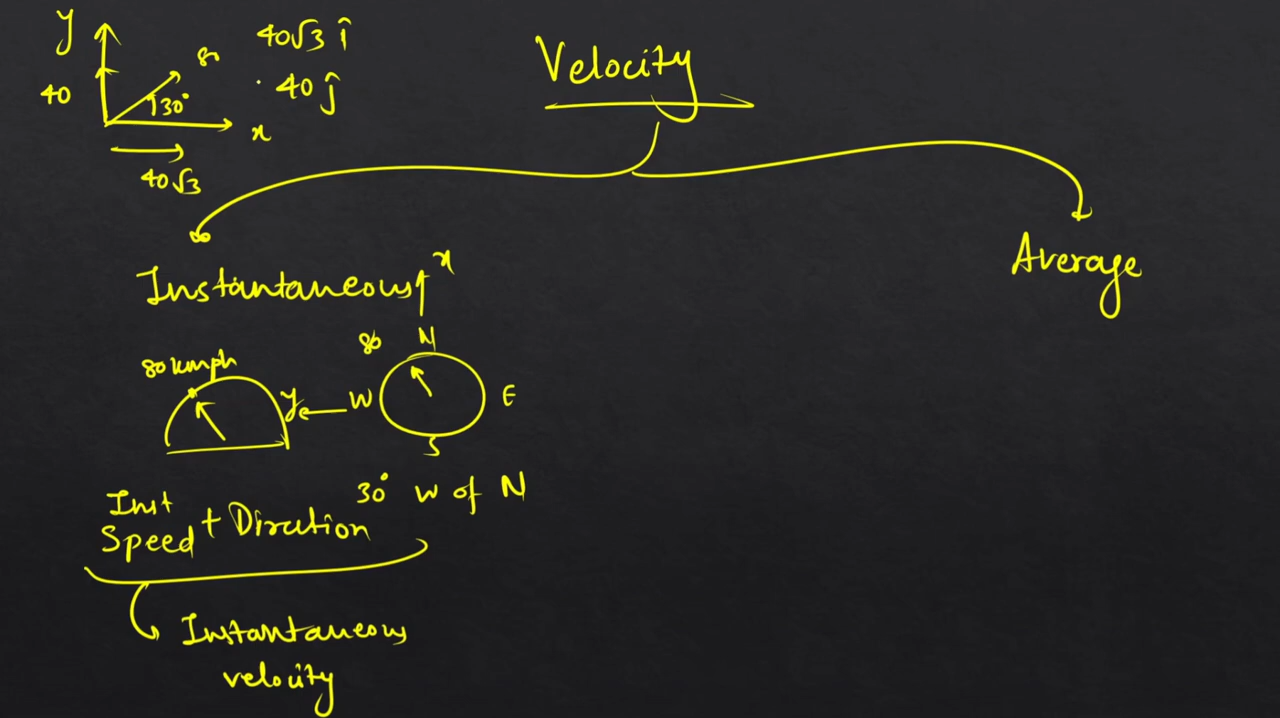 Velocity
y
80
40√3 î
40
30°
40 ĵ
x
40√3
Instantaneous
x
Average
80 kmph
80
N
y
W
E
S
30° W of N
Inst
Speed + Direction
Instantaneous
velocity